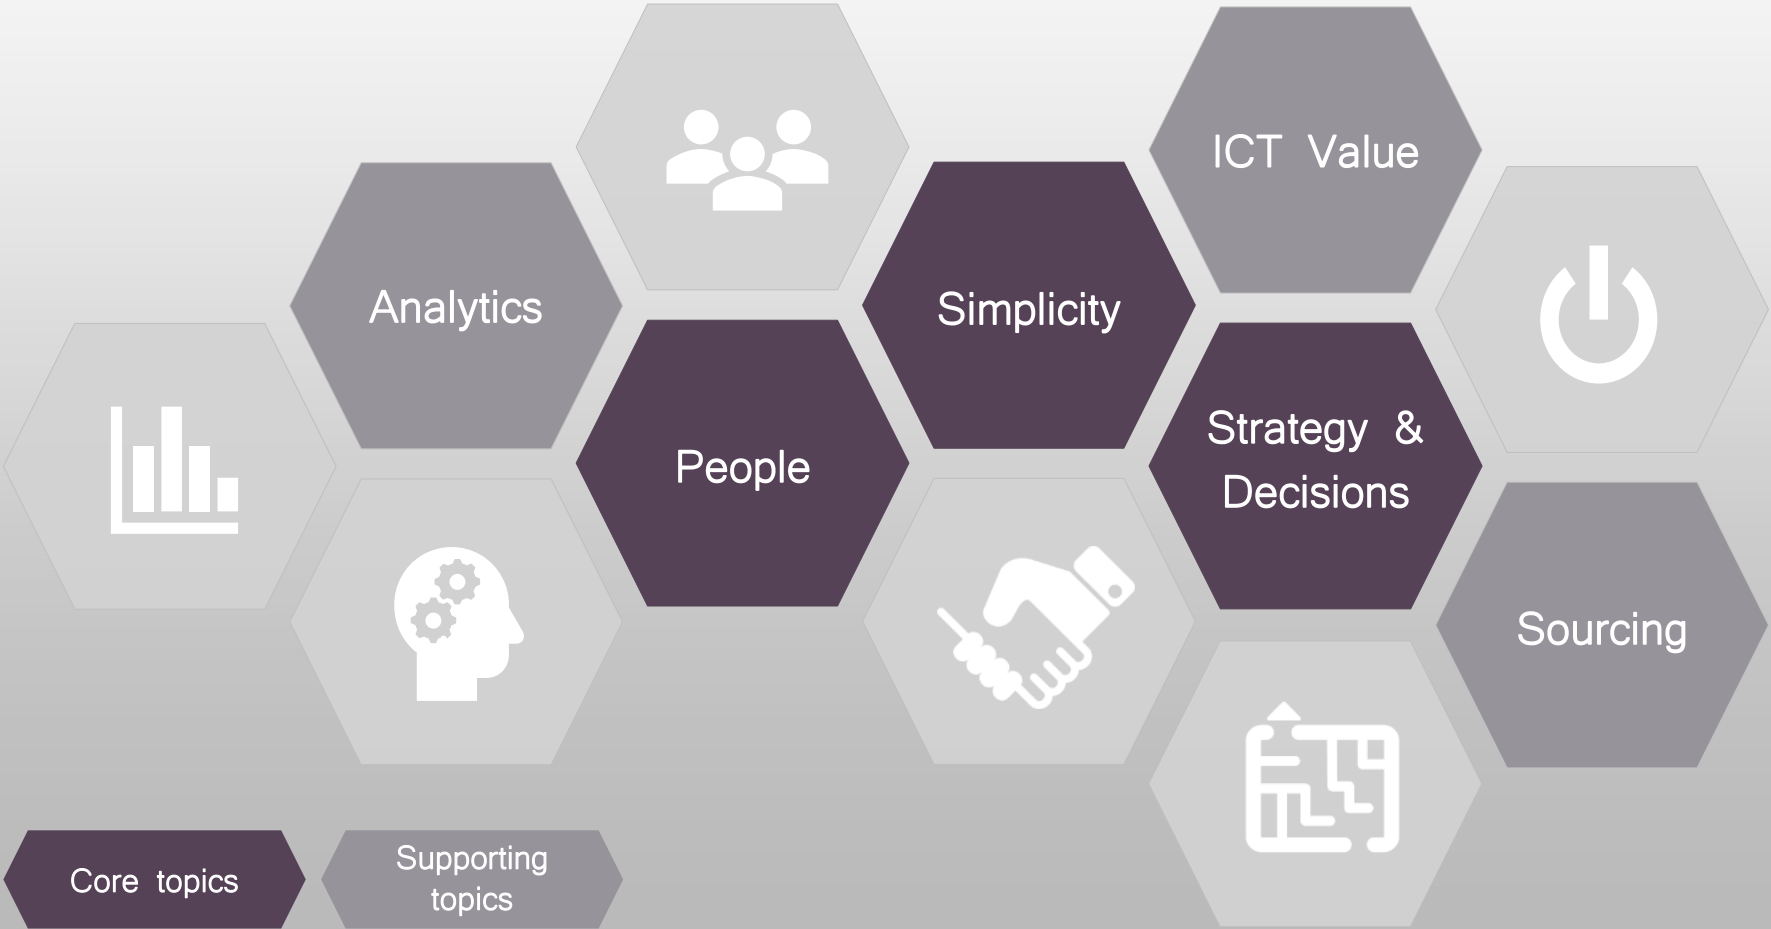 ICT Value
Analytics
Simplicity
Strategy &
Decisions
People
Sourcing
Core topics
Supporting
topics